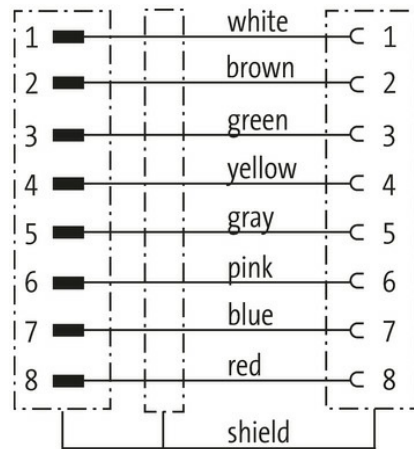 1 white 1
2 brown 2
3 green 3
4 yellow 4
5 gray 5
6 pink 6
7 blue 7
8 red 8
shield